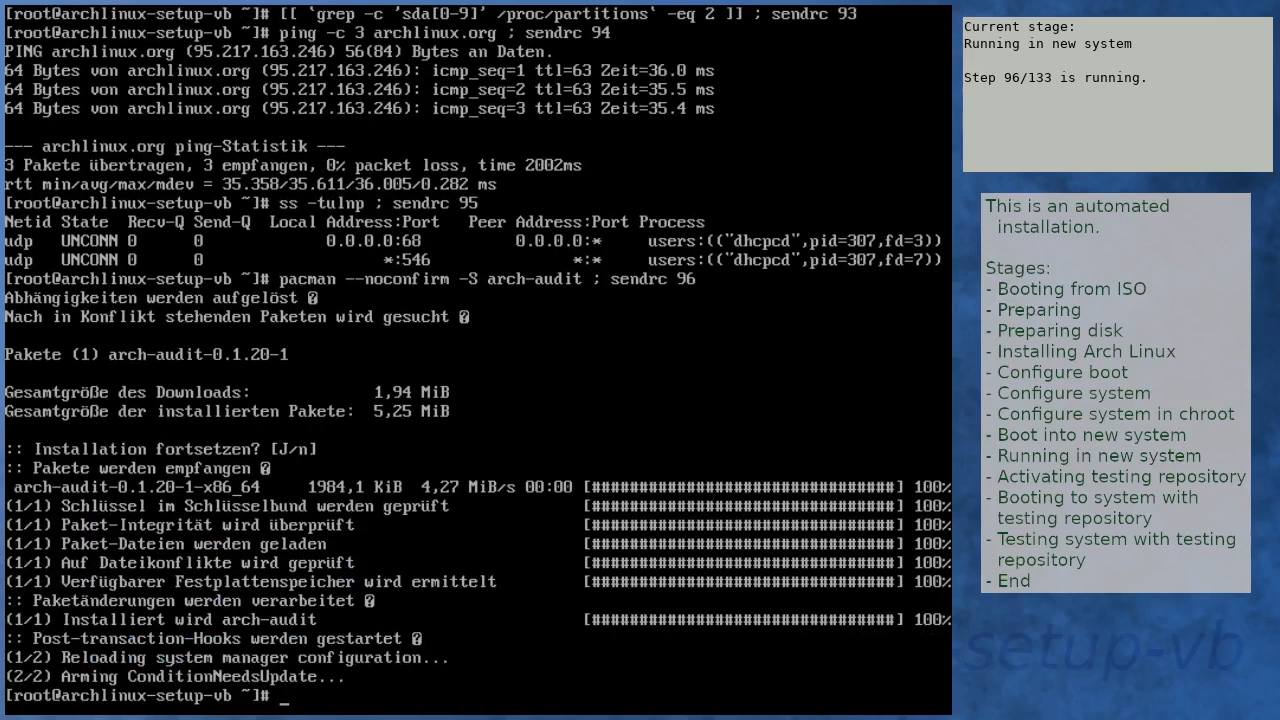 [root@archlinux-setup-vb ~]# [[ `grep -c 'sda[0-9]' /proc/partitions` -eq 2 ]] ; sendrc 93
[root@archlinux-setup-vb ~]# ping -c 3 archlinux.org ; sendrc 94
PING archlinux.org (95.217.163.246) 56(84) Bytes an Daten.
64 Bytes von archlinux.org (95.217.163.246): icmp_seq=1 ttl=63 Zeit=36.0 ms
64 Bytes von archlinux.org (95.217.163.246): icmp_seq=2 ttl=63 Zeit=35.5 ms
64 Bytes von archlinux.org (95.217.163.246): icmp_seq=3 ttl=63 Zeit=35.4 ms

--- archlinux.org ping-Statistik ---
3 Pakete übertragen, 3 empfangen, 0% packet loss, time 2002ms
rtt min/avg/max/mdev = 35.358/35.611/36.005/0.282 ms
[root@archlinux-setup-vb ~]# ss -tulnp ; sendrc 95
Netid State  Recv-Q Send-Q  Local Address:Port   Peer Address:Port Process
udp   UNCONN 0      0             0.0.0.0:68          0.0.0.0:*     users:(("dhcpcd",pid=307,fd=3))
udp   UNCONN 0      0                   *:546               *:*     users:(("dhcpcd",pid=307,fd=7))
[root@archlinux-setup-vb ~]# pacman --noconfirm -S arch-audit ; sendrc 96
Abhängigkeiten werden aufgelöst �
Nach in Konflikt stehenden Paketen wird gesucht �

Pakete (1) arch-audit-0.1.20-1

Gesamtgröße des Downloads:             1,94 MiB
Gesamtgröße der installierten Pakete:  5,25 MiB

:: Installation fortsetzen? [J/n]
:: Pakete werden empfangen �
 arch-audit-0.1.20-1-x86_64     1984,1 KiB  4,27 MiB/s 00:00 [################################] 100%
(1/1) Schlüssel im Schlüsselbund werden geprüft              [################################] 100%
(1/1) Paket-Integrität wird überprüft                        [################################] 100%
(1/1) Paket-Dateien werden geladen                           [################################] 100%
(1/1) Auf Dateikonflikte wird geprüft                        [################################] 100%
(1/1) Verfügbarer Festplattenspeicher wird ermittelt         [################################] 100%
:: Paketänderungen werden verarbeitet �
(1/1) Installiert wird arch-audit                            [################################] 100%
:: Post-transaction-Hooks werden gestartet �
(1/2) Reloading system manager configuration...
(2/2) Arming ConditionNeedsUpdate...
[root@archlinux-setup-vb ~]# _
Current stage:
Running in new system

Step 96/133 is running.
This is an automated
installation.

Stages:
- Booting from ISO
- Preparing
- Preparing disk
- Installing Arch Linux
- Configure boot
- Configure system
- Configure system in chroot
- Boot into new system
- Running in new system
- Activating testing repository
- Booting to system with
testing repository
- Testing system with testing
repository
- End
setup-vb